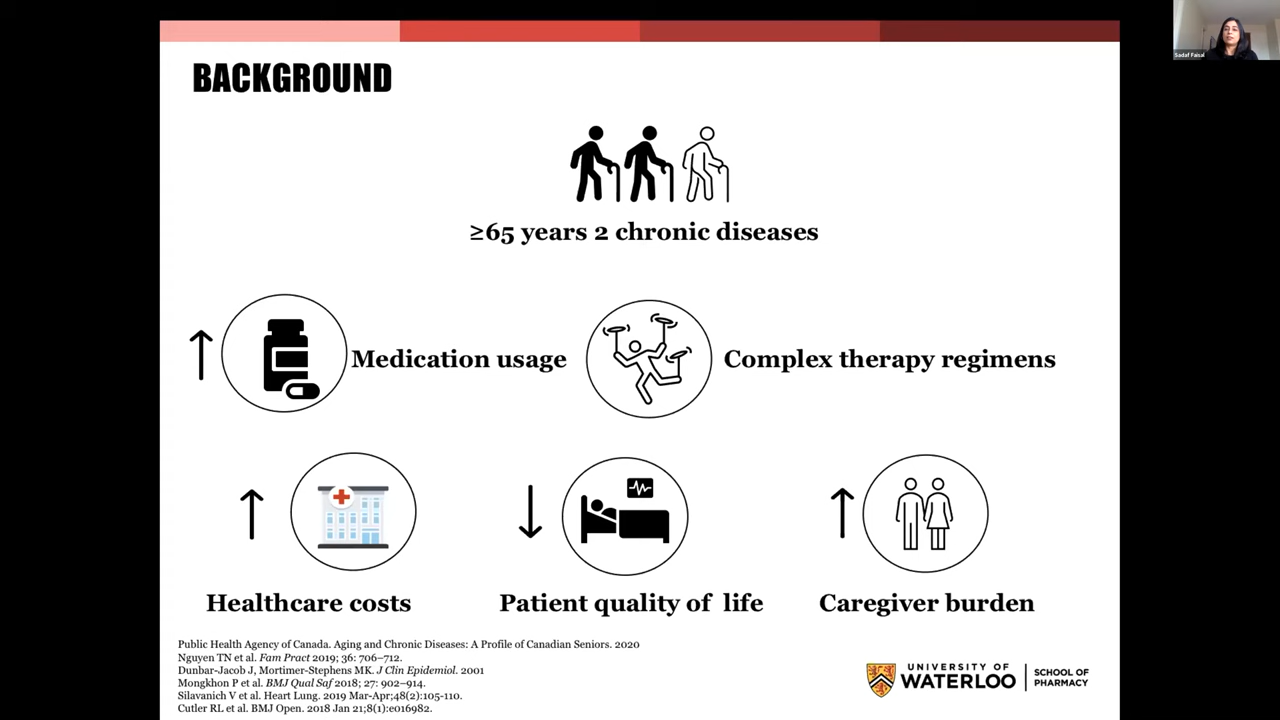 Sadaf Faisal
BACKGROUND
≥65 years 2 chronic diseases
Medication usage
Complex therapy regimens
Healthcare costs
Patient quality of life
Caregiver burden
Public Health Agency of Canada. Aging and Chronic Diseases: A Profile of Canadian Seniors. 2020
Nguyen TN et al. Fam Pract 2019; 36: 706–712.
Dunbar-Jacob J, Mortimer-Stephens MK. J Clin Epidemiol. 2001
Mongkhon P et al. BMJ Qual Saf 2018; 27: 902–914.
Silavanich V et al. Heart Lung. 2019 Mar-Apr;48(2):105-110.
Cutler RL et al. BMJ Open. 2018 Jan 21;8(1):e016982.
UNIVERSITY OF
WATERLOO
SCHOOL OF
PHARMACY